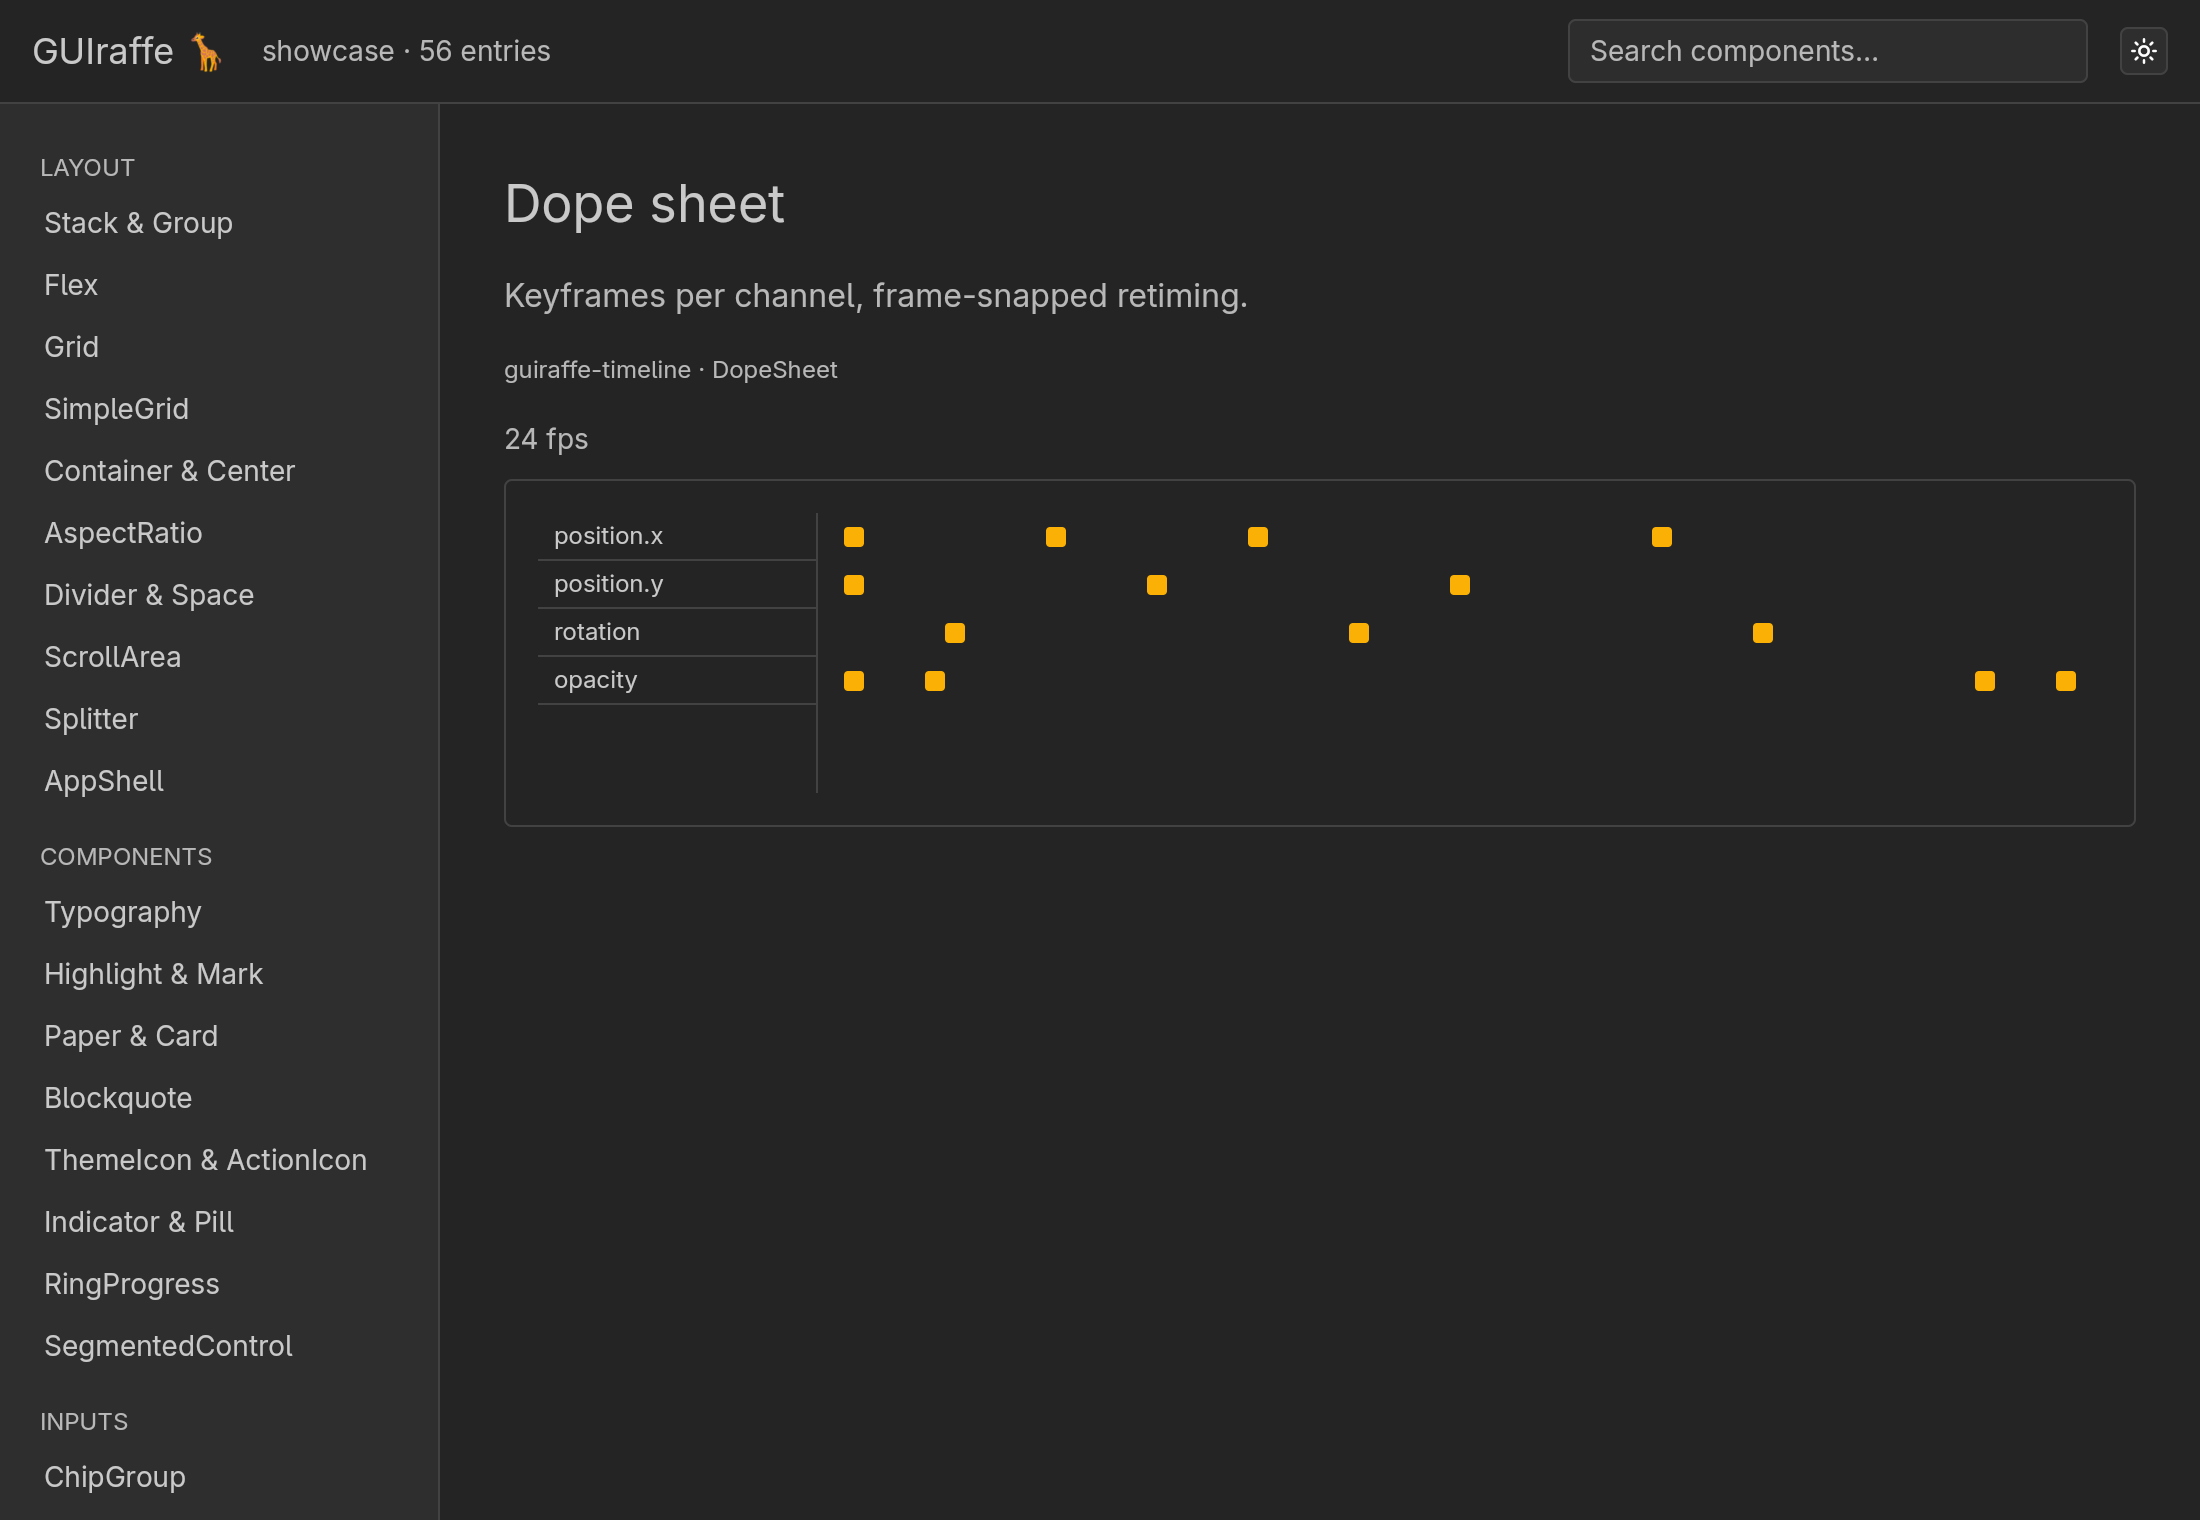 GUIraffe 🦒 showcase · 56 entries
Search components...
LAYOUT
Stack & Group
Flex
Grid
SimpleGrid
Container & Center
AspectRatio
Divider & Space
ScrollArea
Splitter
AppShell
COMPONENTS
Typography
Highlight & Mark
Paper & Card
Blockquote
ThemeIcon & ActionIcon
Indicator & Pill
RingProgress
SegmentedControl
INPUTS
ChipGroup
Dope sheet
Keyframes per channel, frame-snapped retiming.
guiraffe-timeline · DopeSheet
24 fps
position.x
position.y
rotation
opacity